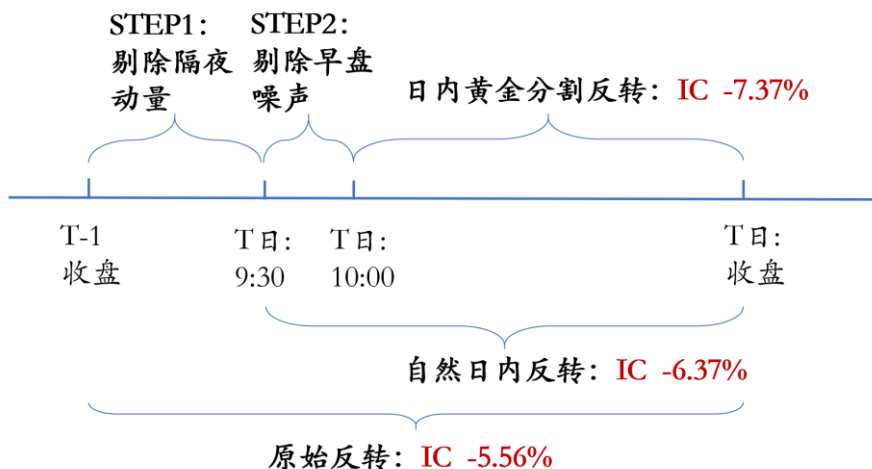 STEP1:
剔除隔夜
动量
STEP2:
剔除早盘
噪声
日内黄金分割反转: IC -7.37%
T-1
收盘
T日:
9:30
T日:
10:00
T日:
收盘
自然日内反转: IC -6.37%
原始反转: IC -5.56%